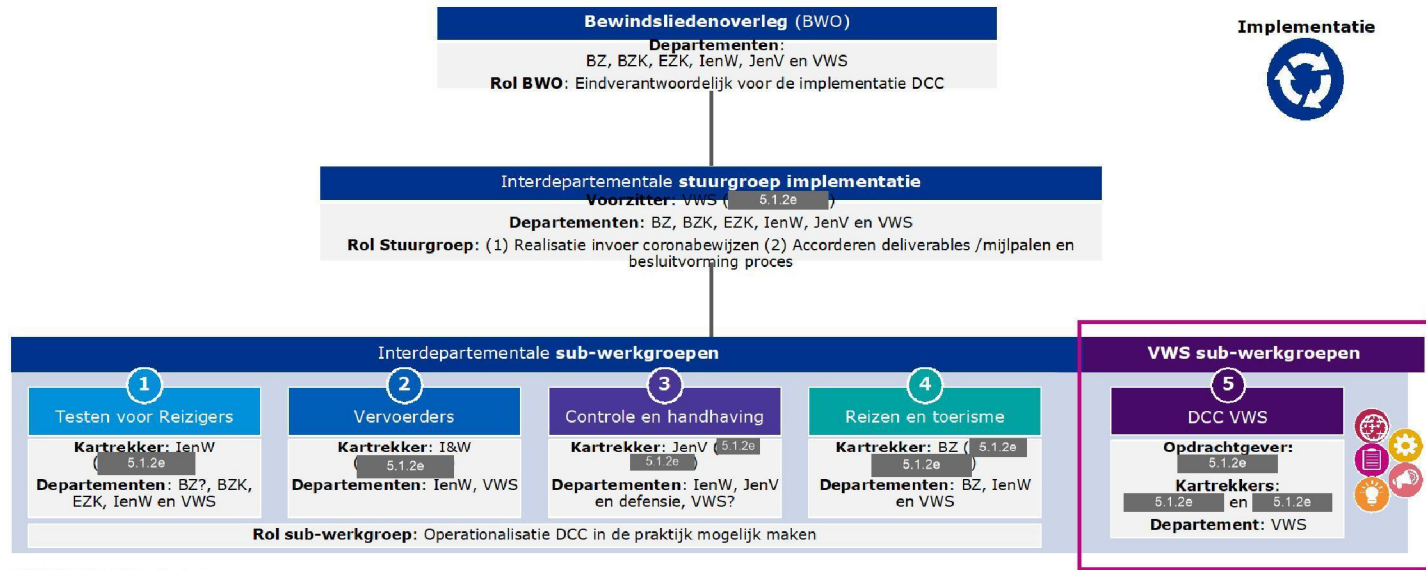 Bewindsliedenoverleg (BWO)
Departementen:
BZ, BZK, EZK, IenW, JenV en VWS
Rol BWO: Eindverantwoordelijk voor de implementatie DCC
Implementatie
Interdepartementale stuurgroep implementatie
Voorzitter: VWS ( 5.1.2e )
Departementen: BZ, BZK, EZK, IenW, JenV en VWS
Rol Stuurgroep: (1) Realisatie invoer coronabewijzen (2) Accorderen deliverables /mijlpalen en
besluitvorming proces
Interdepartementale sub-werkgroepen
1
Testen voor Reizigers
Kartrekker: IenW
( 5.1.2e )
Departementen: BZ?, BZK,
EZK, IenW en VWS
2
Vervoerders
Kartrekker: I&W
( 5.1.2e )
Departementen: IenW, VWS
3
Controle en handhaving
Kartrekker: JenV ( 5.1.2e
5.1.2e )
Departementen: IenW, JenV
en defensie, VWS?
4
Reizen en toerisme
Kartrekker: BZ ( 5.1.2e
5.1.2e )
Departementen: BZ, IenW
en VWS
Rol sub-werkgroep: Operationalisatie DCC in de praktijk mogelijk maken
VWS sub-werkgroepen
5
DCC VWS
Opdrachtgever:
5.1.2e
Kartrekkers:
5.1.2e en 5.1.2e
Departement: VWS